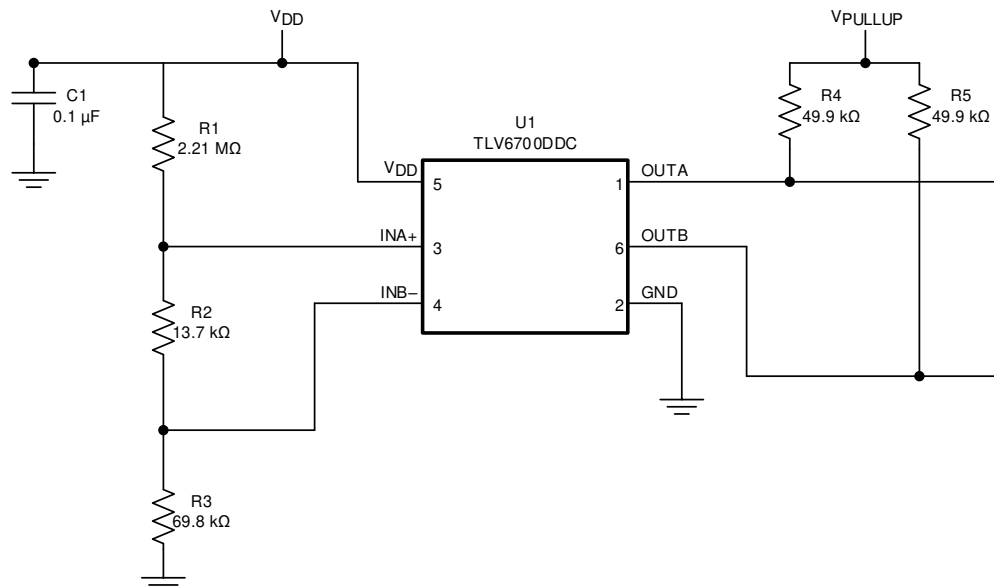 VDD
VPULLUP
C1
0.1 µF
R1
2.21 MΩ
R4
49.9 kΩ
R5
49.9 kΩ
U1
TLV6700DDC
VDD
5
1
OUTA
INA+
3
6
OUTB
INB–
4
2
GND
R2
13.7 kΩ
R3
69.8 kΩ